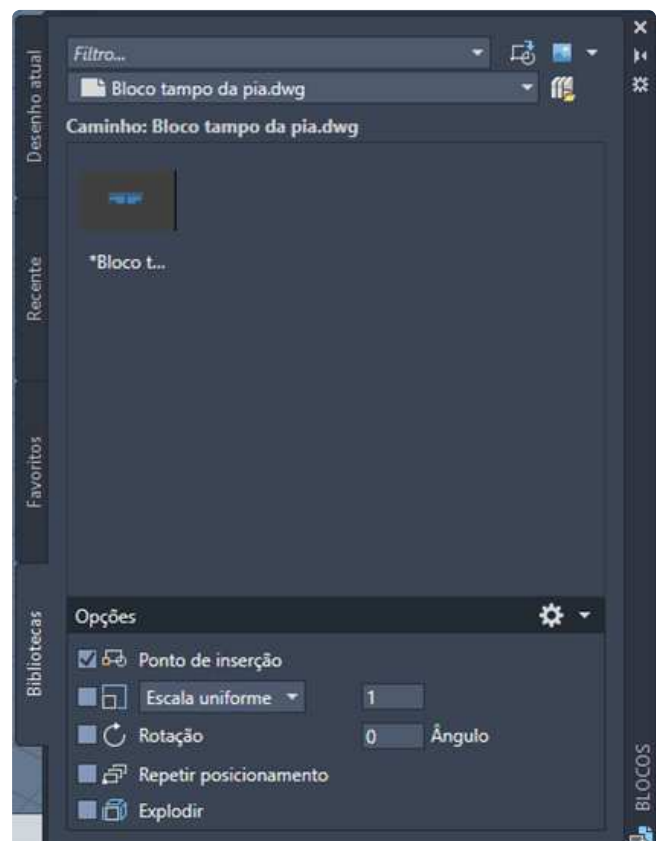 Filtro...
Bloco tampo da pia.dwg
Caminho: Bloco tampo da pia.dwg
*Bloco t...
Opções
Ponto de inserção
Escala uniforme 1
Rotação 0 Ângulo
Repetir posicionamento
Explodir
Desenho atual
Recente
Favoritos
Bibliotecas
BLOCOS